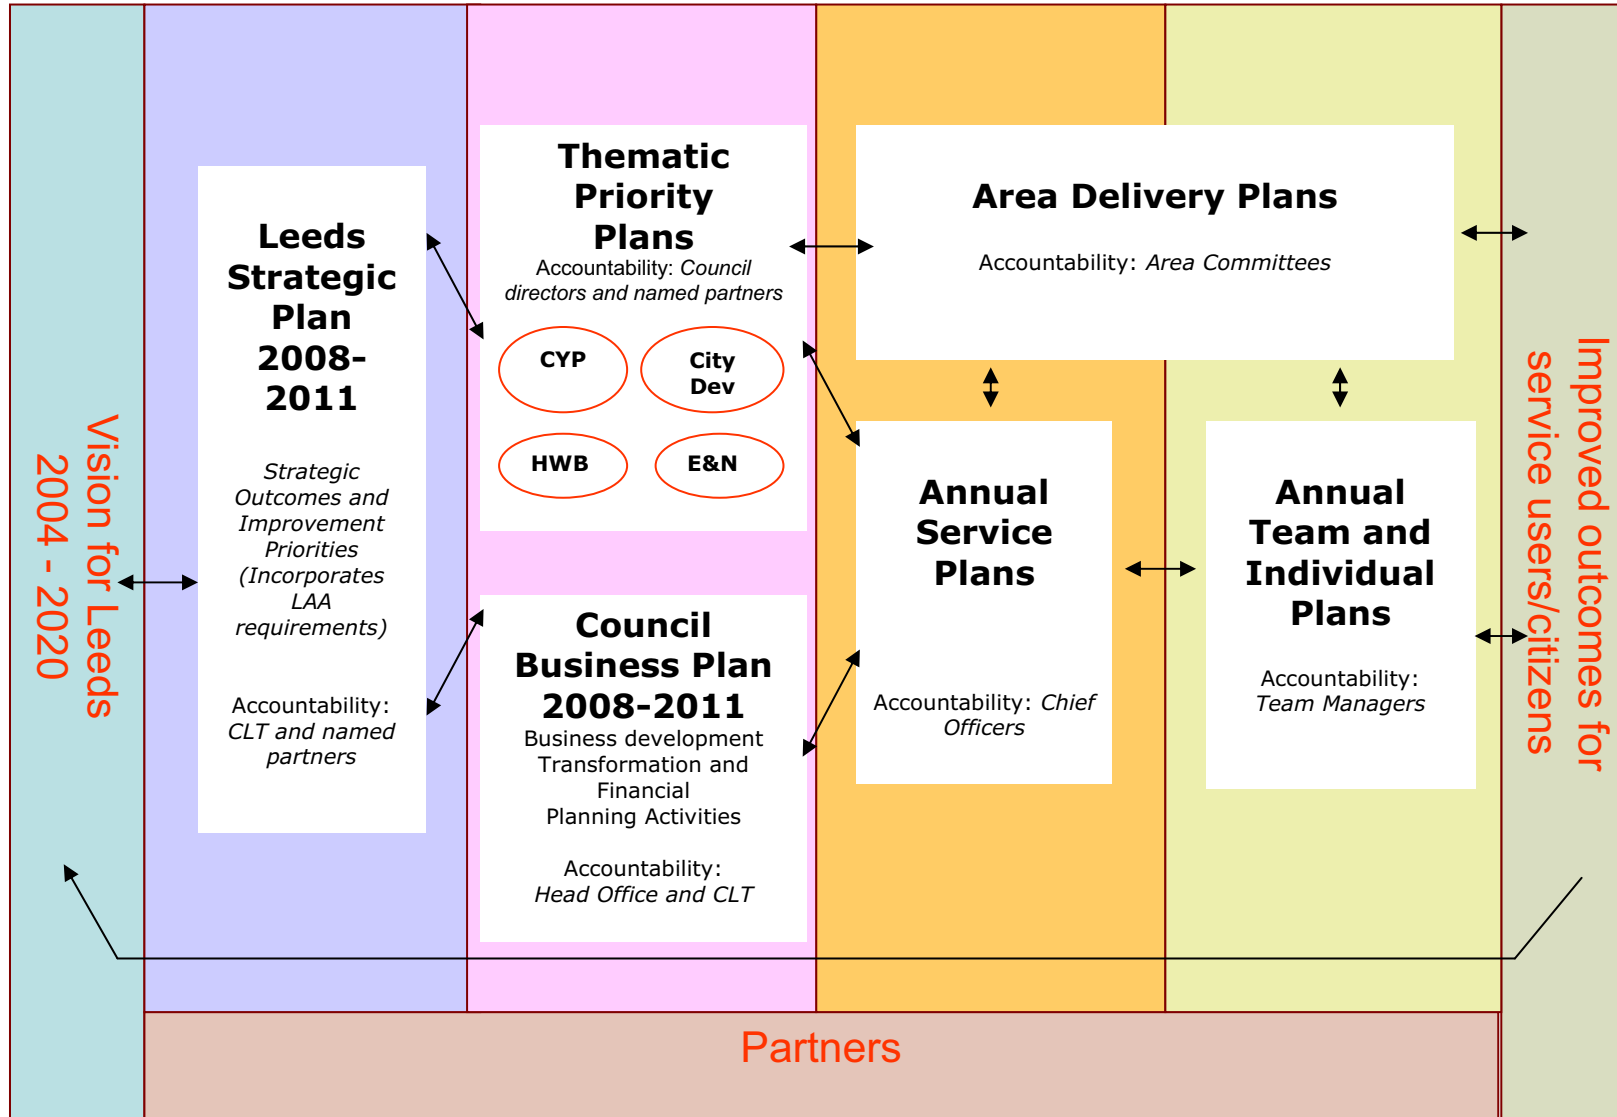 Vision for Leeds
2004 - 2020
Leeds
Strategic
Plan
2008-
2011
Strategic
Outcomes and
Improvement
Priorities
(Incorporates
LAA
requirements)
Accountability:
CLT and named
partners
Thematic
Priority
Plans
Accountability: Council
directors and named partners
CYP
City
Dev
HWB
E&N
Council
Business Plan
2008-2011
Business development
Transformation and
Financial
Planning Activities
Accountability:
Head Office and CLT
Area Delivery Plans
Accountability: Area Committees
Annual
Service
Plans
Accountability: Chief
Officers
Annual
Team and
Individual
Plans
Accountability:
Team Managers
Improved outcomes for
service users/citizens
Partners